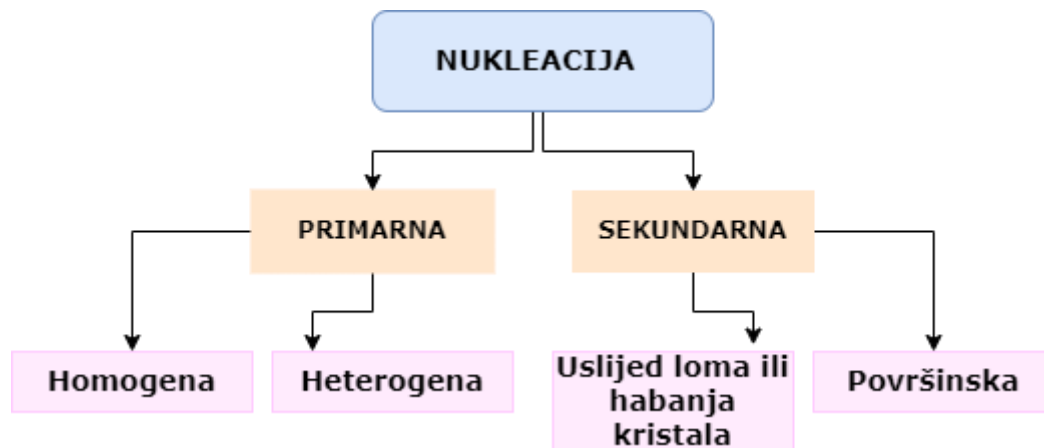 NUKLEACIJA
PRIMARNA
SEKUNDARNA
Homogena
Heterogena
Uslijed loma ili
habanja
kristala
Površinska